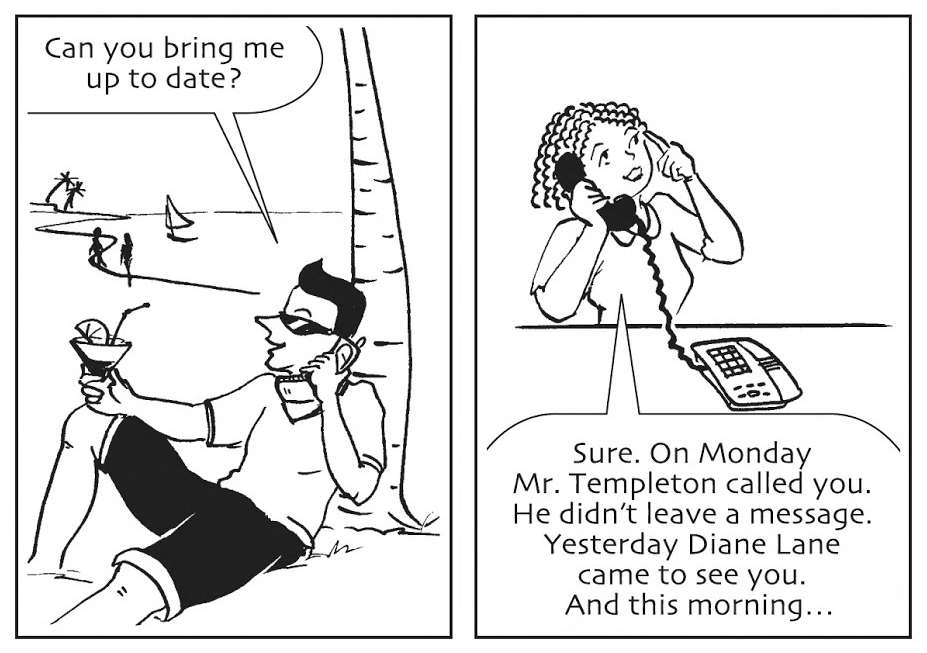 Can you bring me
up to date?
Sure. On Monday
Mr. Templeton called you.
He didn't leave a message.
Yesterday Diane Lane
came to see you.
And this morning...